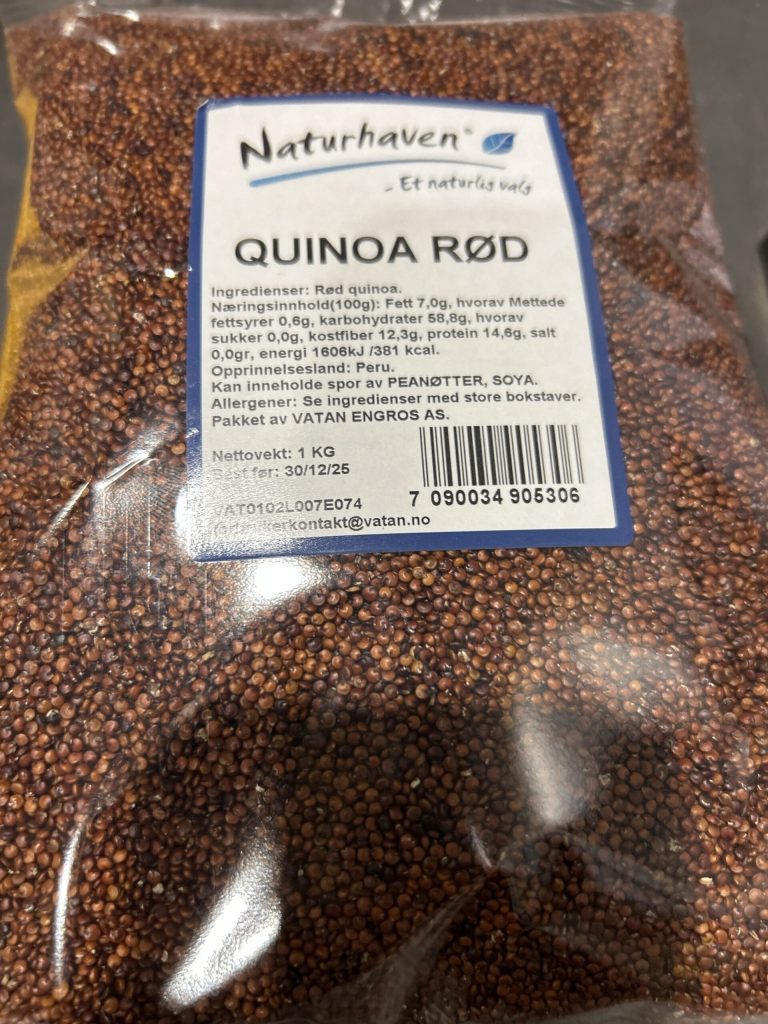 Naturhaven®
- Et naturlig valg
QUINOA RØD
Ingredienser: Rød quinoa.
Næringsinnhold(100g): Fett 7,0g, hvorav Mettede
fettsyrer 0,6g, karbohydrater 58,8g, hvorav
sukker 0,0g, kostfiber 12,3g, protein 14,6g, salt
0,0gr, energi 1606kJ /381 kcal.
Opprinnelsesland: Peru.
Kan inneholde spor av PEANØTTER, SOYA.
Allergener: Se ingredienser med store bokstaver.
Pakket av VATAN ENGROS AS.
Nettovekt: 1 KG
Best før: 30/12/25
VAT0102L007E074
7 090034 905306